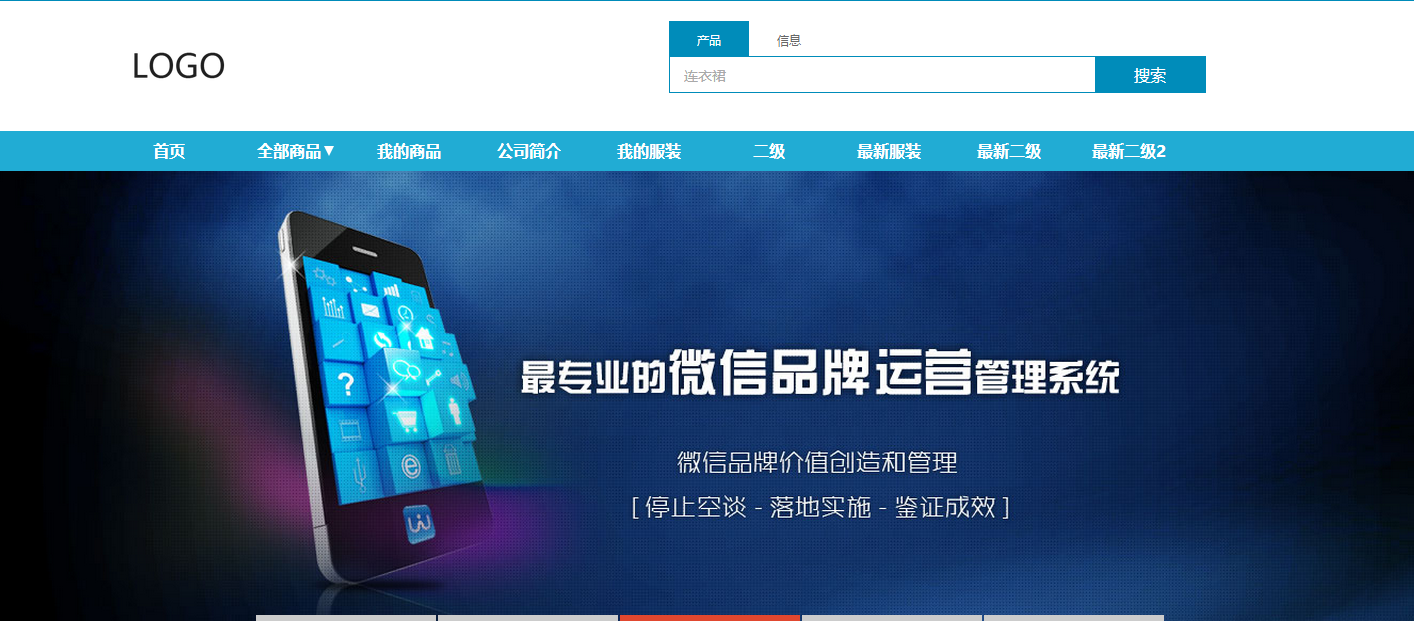 产品 信息
LOGO
连衣裙 搜索
首页 全部商品▼ 我的商品 公司简介 我的服装 二级 最新服装 最新二级 最新二级2
最专业的微信品牌运营管理系统
微信品牌价值创造和管理
[ 停止空谈 - 落地实施 - 鉴证成效 ]